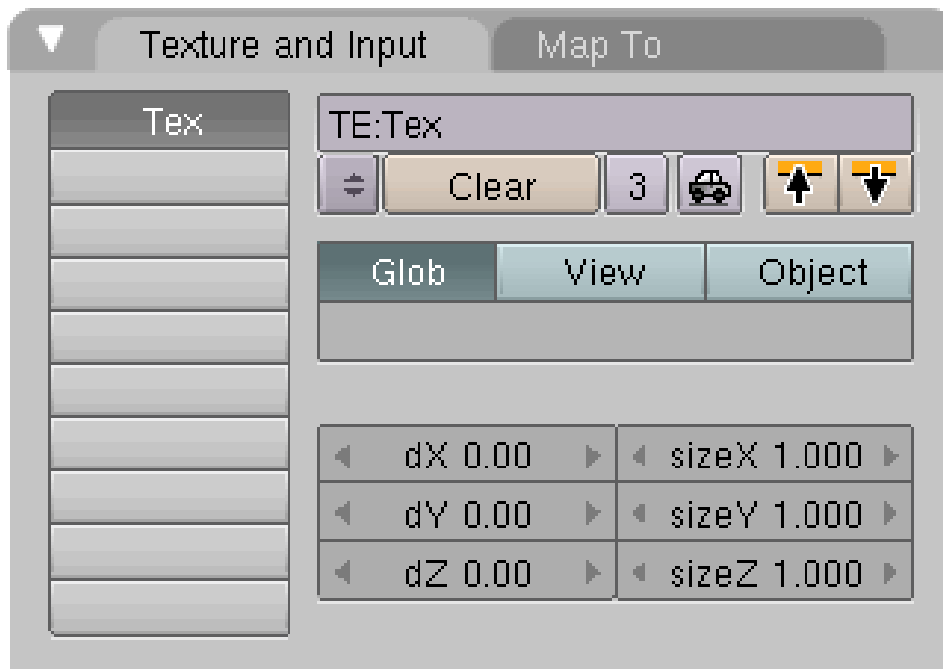 Texture and Input Map To
Tex
TE:Tex
Clear 3
Glob View Object
dX 0.00 sizeX 1.000
dY 0.00 sizeY 1.000
dZ 0.00 sizeZ 1.000